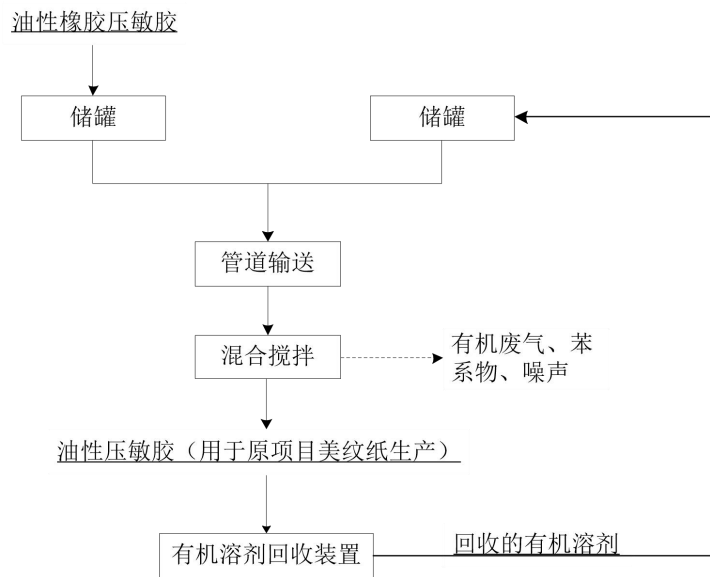 油性橡胶压敏胶
储罐
储罐
管道输送
混合搅拌
有机废气、苯
系物、噪声
油性压敏胶（用于原项目美纹纸生产）
有机溶剂回收装置
回收的有机溶剂